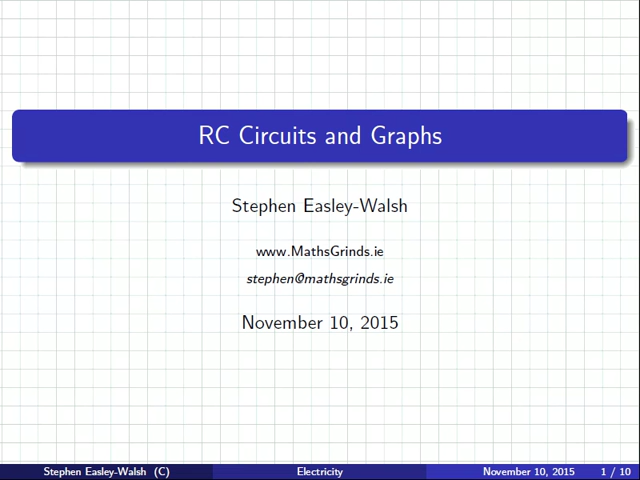 RC Circuits and Graphs
Stephen Easley-Walsh
www.MathsGrinds.ie
stephen@mathsgrinds.ie
November 10, 2015
Stephen Easley-Walsh (C) Electricity November 10, 2015 1 / 10